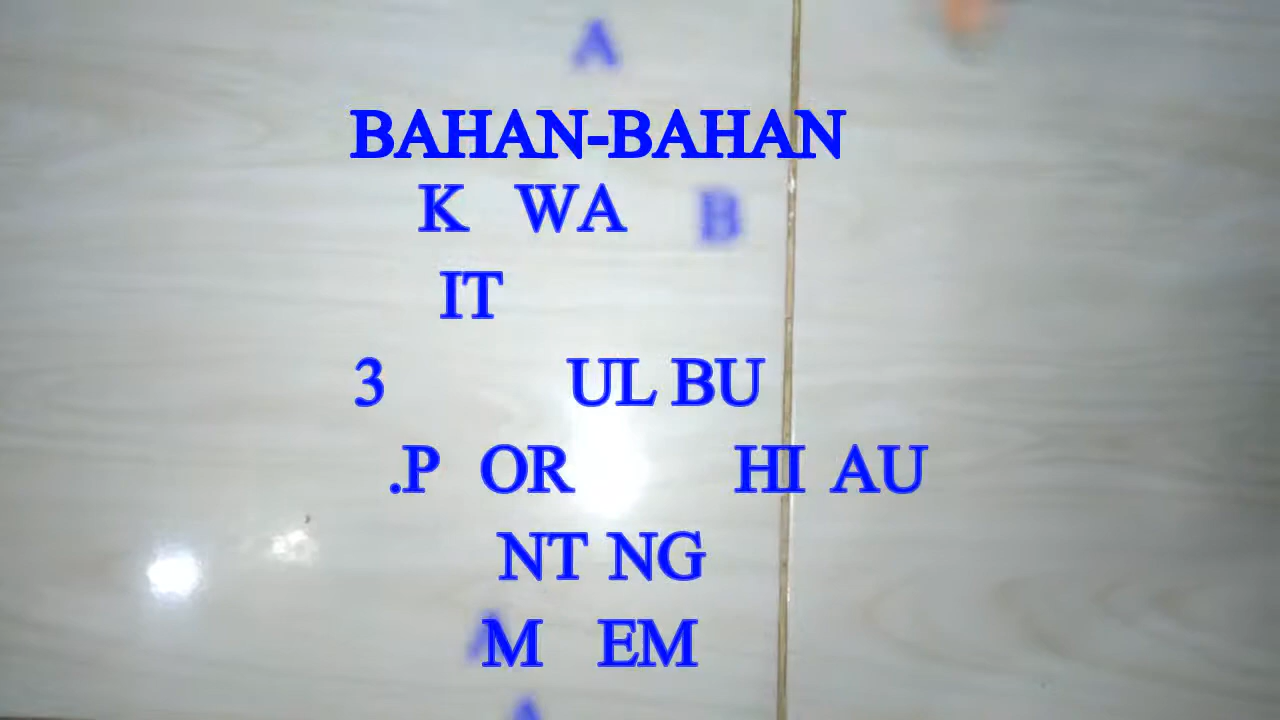 BAHAN-BAHAN
K WA B
IT
3 UL BU
.P OR HI AU
NT NG
M EM